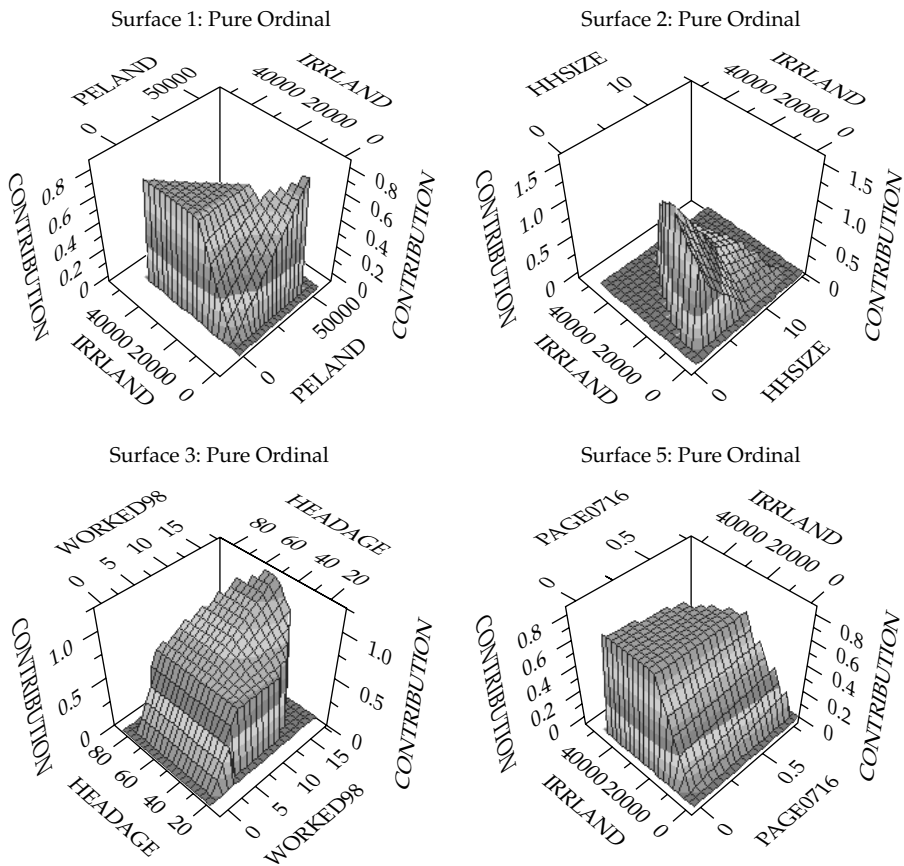 Surface 1: Pure Ordinal
PELAND
0
50000
IRRLAND
40000 20000 0
CONTRIBUTION
0.8
0.6
0.4
0.2
0
CONTRIBUTION
0.8
0.6
0.4
0.2
0
IRRLAND
40000 20000 0
PELAND
0
50000
Surface 2: Pure Ordinal
HHSIZE
0
10
IRRLAND
40000 20000 0
CONTRIBUTION
1.5
1.0
0.5
0
CONTRIBUTION
1.5
1.0
0.5
0
IRRLAND
40000 20000 0
HHSIZE
0
10
Surface 3: Pure Ordinal
WORKED98
0 5 10 15
HEADAGE
80 60 40 20
CONTRIBUTION
1.0
0.5
0
CONTRIBUTION
1.0
0.5
0
HEADAGE
80 60 40 20
WORKED98
0 5 10 15
Surface 5: Pure Ordinal
PAGE0716
0
0.5
IRRLAND
40000 20000 0
CONTRIBUTION
0.8
0.6
0.4
0.2
0
CONTRIBUTION
0.8
0.6
0.4
0.2
0
IRRLAND
40000 20000 0
PAGE0716
0
0.5